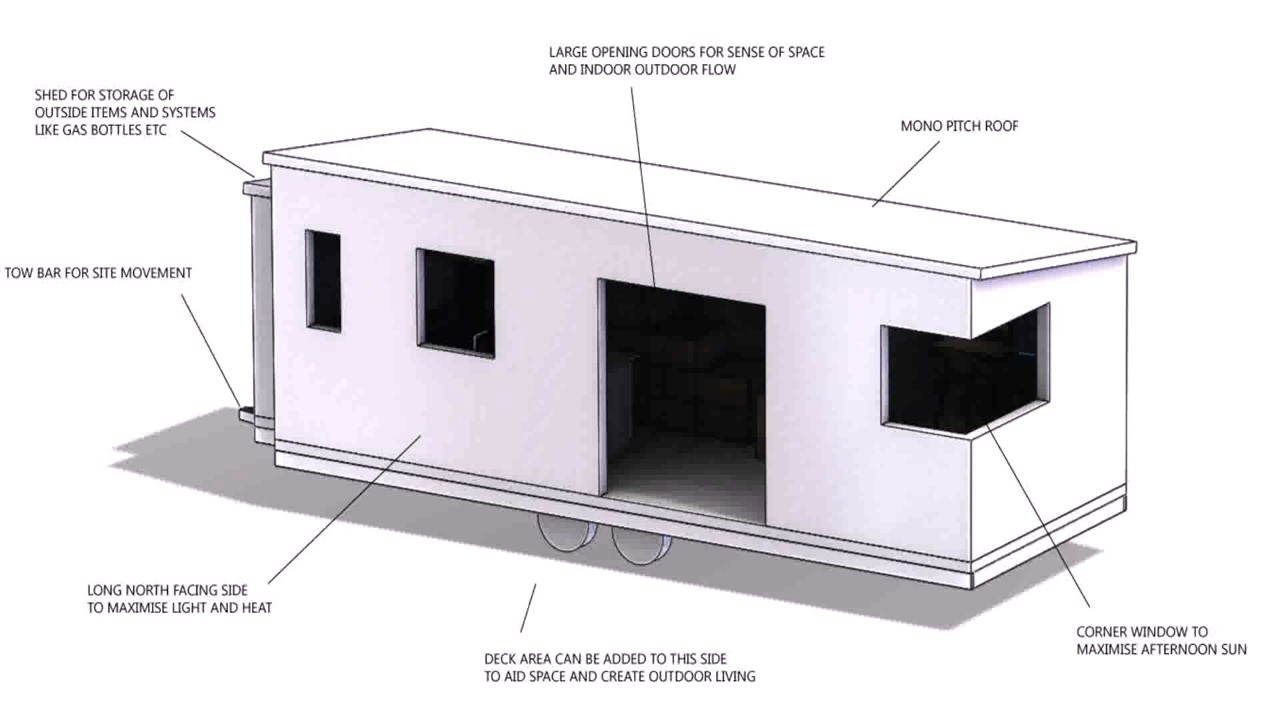 LARGE OPENING DOORS FOR SENSE OF SPACE
AND INDOOR OUTDOOR FLOW
SHED FOR STORAGE OF
OUTSIDE ITEMS AND SYSTEMS
LIKE GAS BOTTLES ETC
MONO PITCH ROOF
TOW BAR FOR SITE MOVEMENT
LONG NORTH FACING SIDE
TO MAXIMISE LIGHT AND HEAT
CORNER WINDOW TO
MAXIMISE AFTERNOON SUN
DECK AREA CAN BE ADDED TO THIS SIDE
TO AID SPACE AND CREATE OUTDOOR LIVING